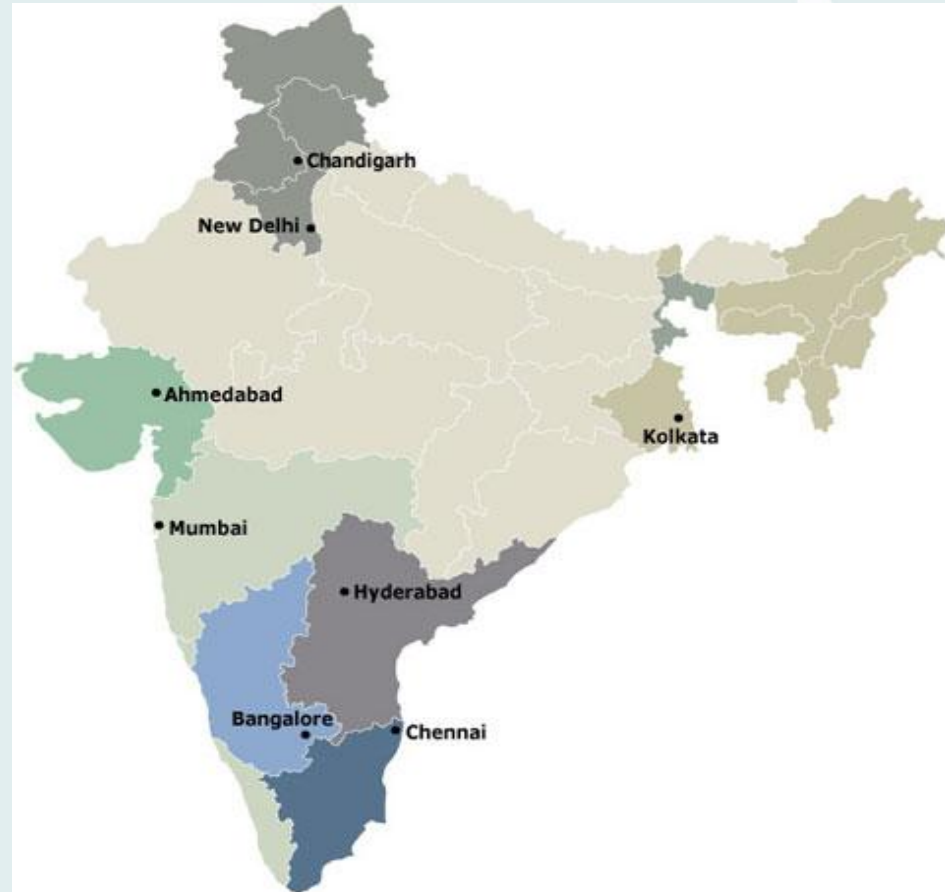 Chandigarh
New Delhi
Ahmedabad
Kolkata
Mumbai
Hyderabad
Bangalore
Chennai